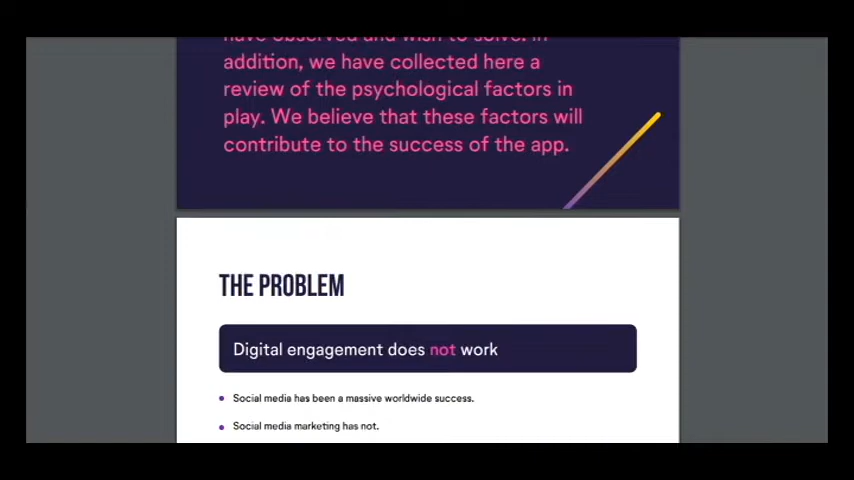 have observed and wish to solve. In
addition, we have collected here a
review of the psychological factors in
play. We believe that these factors will
contribute to the success of the app.
THE PROBLEM
Digital engagement does not work
Social media has been a massive worldwide success.
Social media marketing has not.